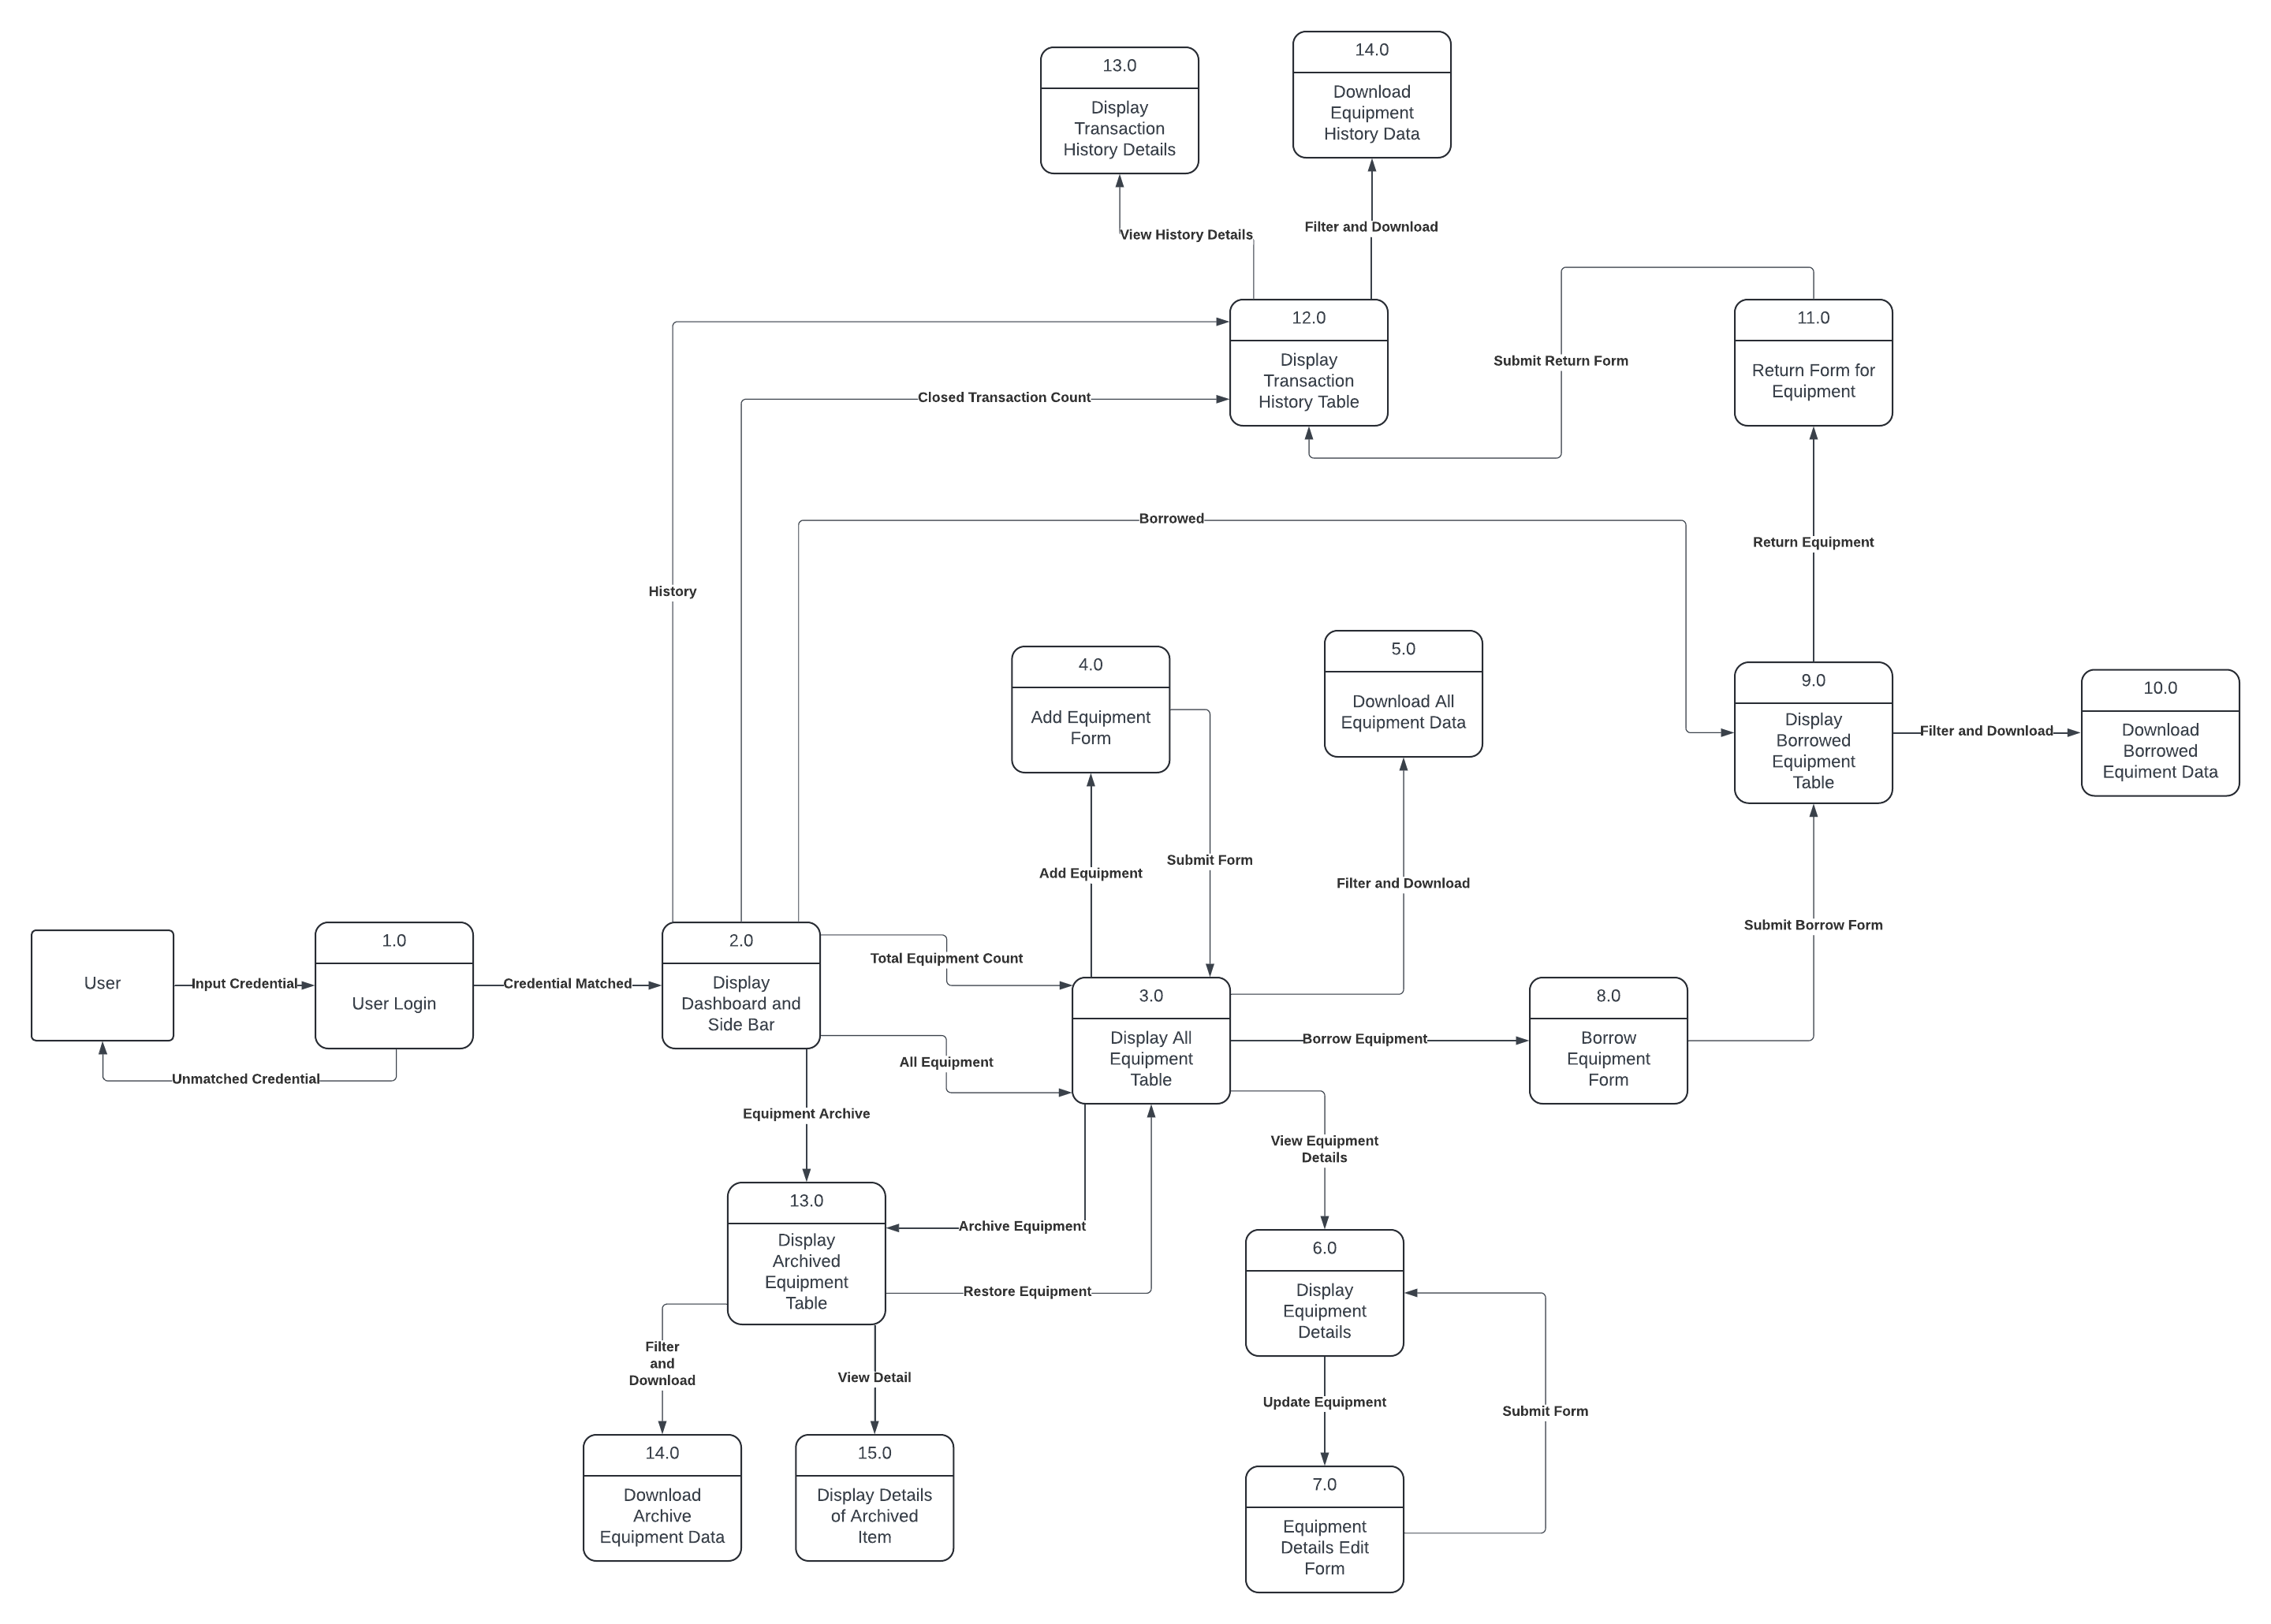 14.0
Download
Equipment
History Data
13.0
Display
Transaction
History Details
View History Details
Filter and Download
12.0
Display
Transaction
History Table
11.0
Return Form for
Equipment
Submit Return Form
Closed Transaction Count
Borrowed
Return Equipment
History
4.0
Add Equipment
Form
5.0
Download All
Equipment Data
9.0
Display
Borrowed
Equipment
Table
Filter and Download
10.0
Download
Borrowed
Equiment Data
Add Equipment
Submit Form
Filter and Download
Submit Borrow Form
User
Input Credential
1.0
User Login
Credential Matched
2.0
Display
Dashboard and
Side Bar
Total Equipment Count
All Equipment
3.0
Display All
Equipment
Table
Borrow Equipment
8.0
Borrow
Equipment
Form
Unmatched Credential
Equipment Archive
View Equipment
Details
13.0
Display
Archived
Equipment
Table
Archive Equipment
Restore Equipment
6.0
Display
Equipment
Details
Filter
and
Download
View Detail
Update Equipment
Submit Form
14.0
Download
Archive
Equipment Data
15.0
Display Details
of Archived
Item
7.0
Equipment
Details Edit
Form